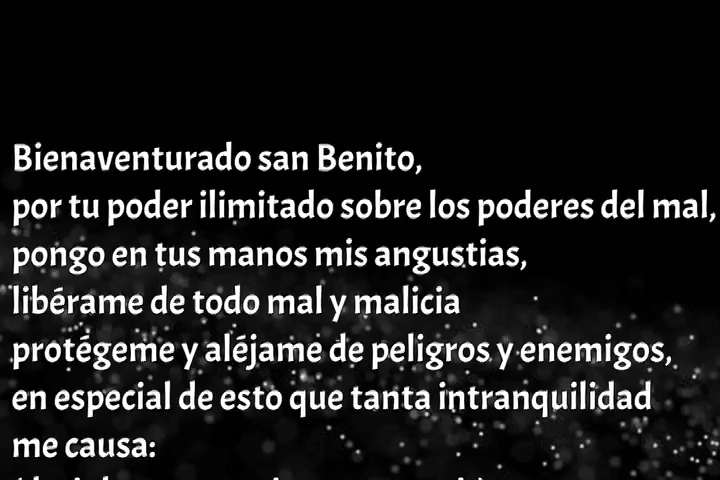 Bienaventurado san Benito,
por tu poder ilimitado sobre los poderes del mal,
pongo en tus manos mis angustias,
libérame de todo mal y malicia
protégeme y aléjame de peligros y enemigos,
en especial de esto que tanta intranquilidad
me causa: